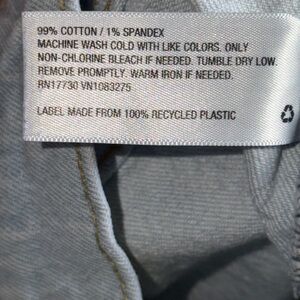 99% COTTON / 1% SPANDEX
MACHINE WASH COLD WITH LIKE COLORS. ONLY
NON-CHLORINE BLEACH IF NEEDED. TUMBLE DRY LOW.
REMOVE PROMPTLY. WARM IRON IF NEEDED.
RN17730 VN1083275
LABEL MADE FROM 100% RECYCLED PLASTIC